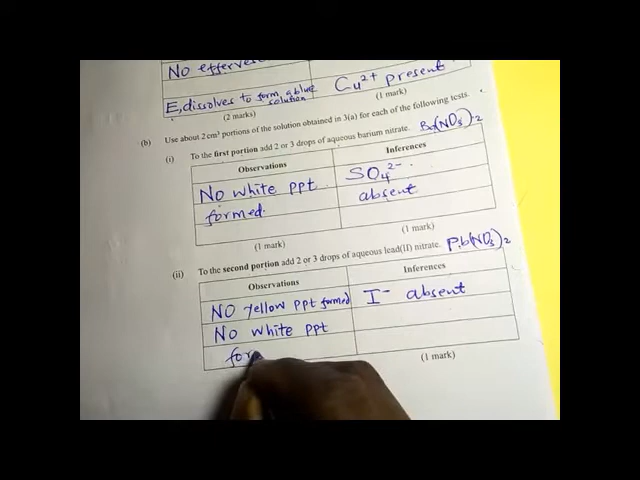 No efferves
E, dissolves to form a blue
solution
Cu²⁺ present
(2 marks)
(1 mark)
(b) Use about 2 cm³ portions of the solution obtained in 3(a) for each of the following tests.
(i) To the first portion add 2 or 3 drops of aqueous barium nitrate. Ba(NO₃)₂
Observations
Inferences
No white ppt
formed.
SO₄²⁻
absent
(1 mark)
(1 mark)
(ii) To the second portion add 2 or 3 drops of aqueous lead(II) nitrate. Pb(NO₃)₂
Observations
Inferences
NO yellow ppt formed
I⁻ absent
NO white ppt
for
(1 mark)